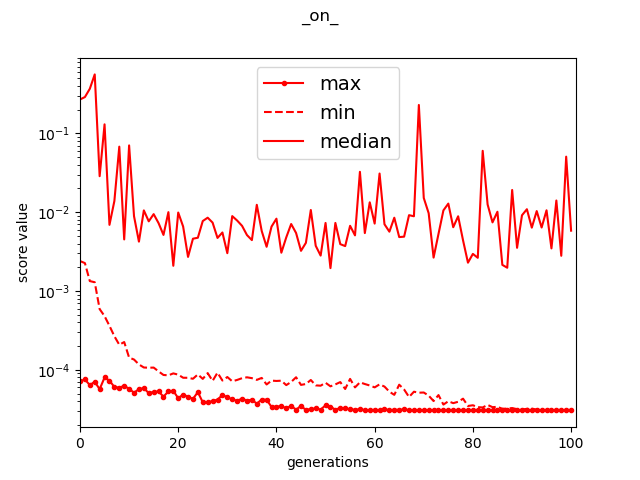 _on_
max
min
median
score value
10⁻¹
10⁻²
10⁻³
10⁻⁴
0
20
40
60
80
100
generations